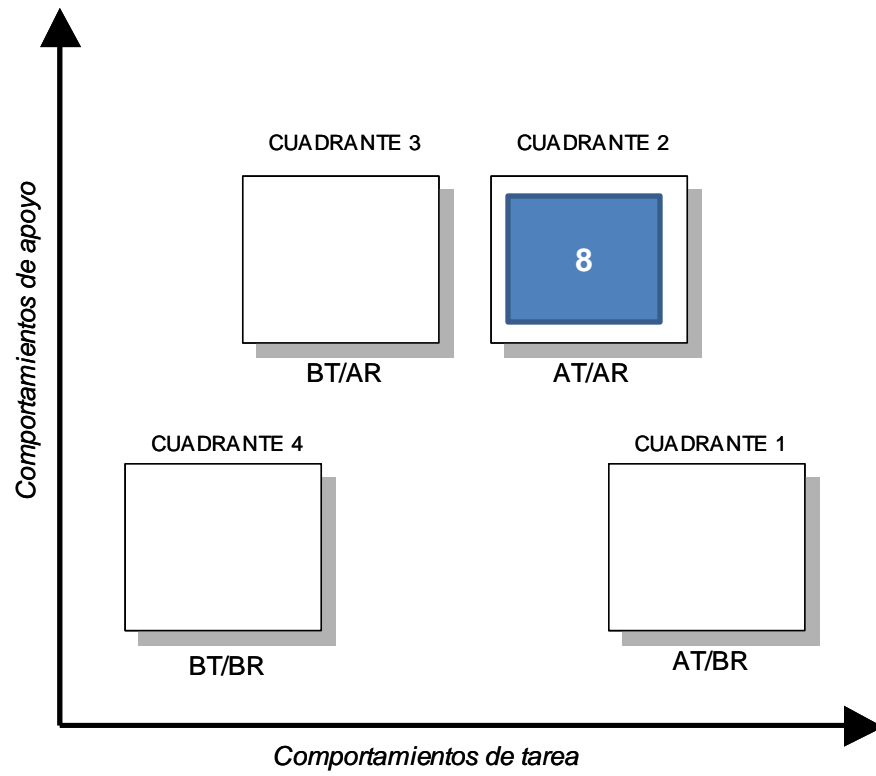 CUADRANTE 3
CUADRANTE 2
8
BT/AR
AT/AR
Comportamientos de apoyo
CUADRANTE 4
CUADRANTE 1
BT/BR
AT/BR
Comportamientos de tarea